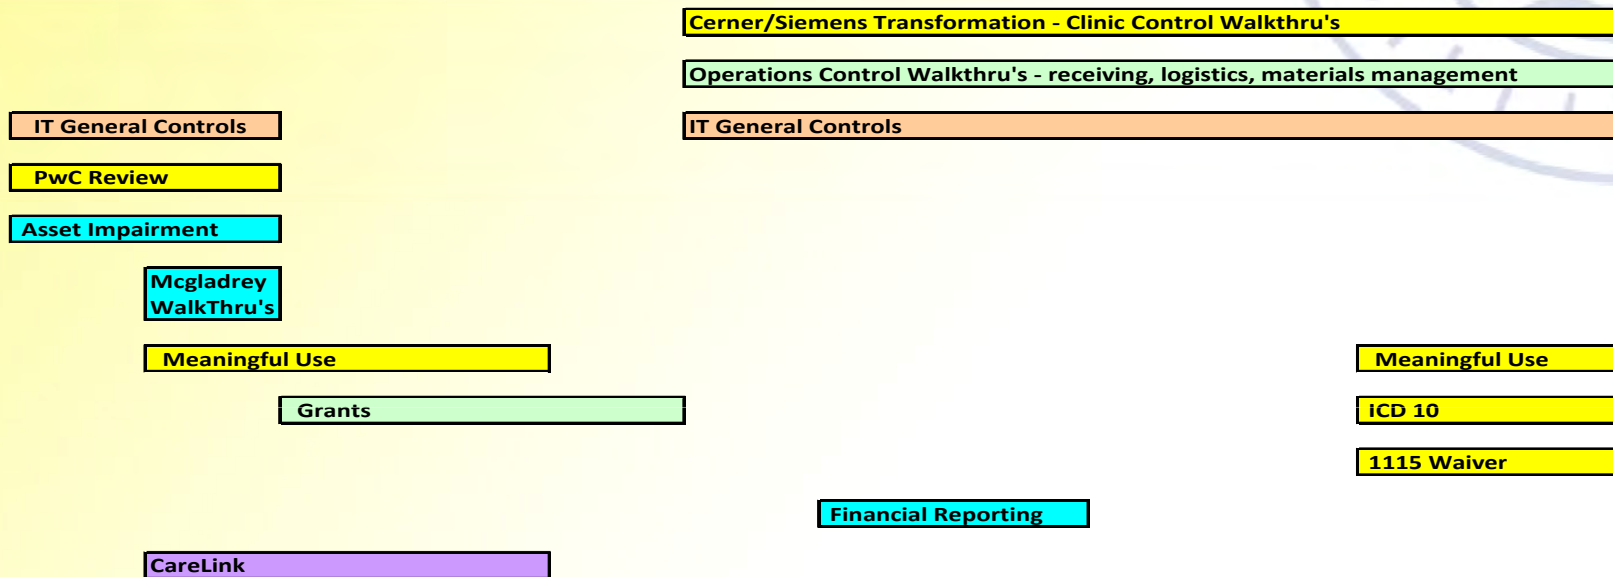 Cerner/Siemens Transformation - Clinic Control Walkthru's
Operations Control Walkthru's - receiving, logistics, materials management
IT General Controls
IT General Controls
PwC Review
Asset Impairment
Mcgladrey
WalkThru's
Meaningful Use
Meaningful Use
Grants
iCD 10
1115 Waiver
Financial Reporting
CareLink